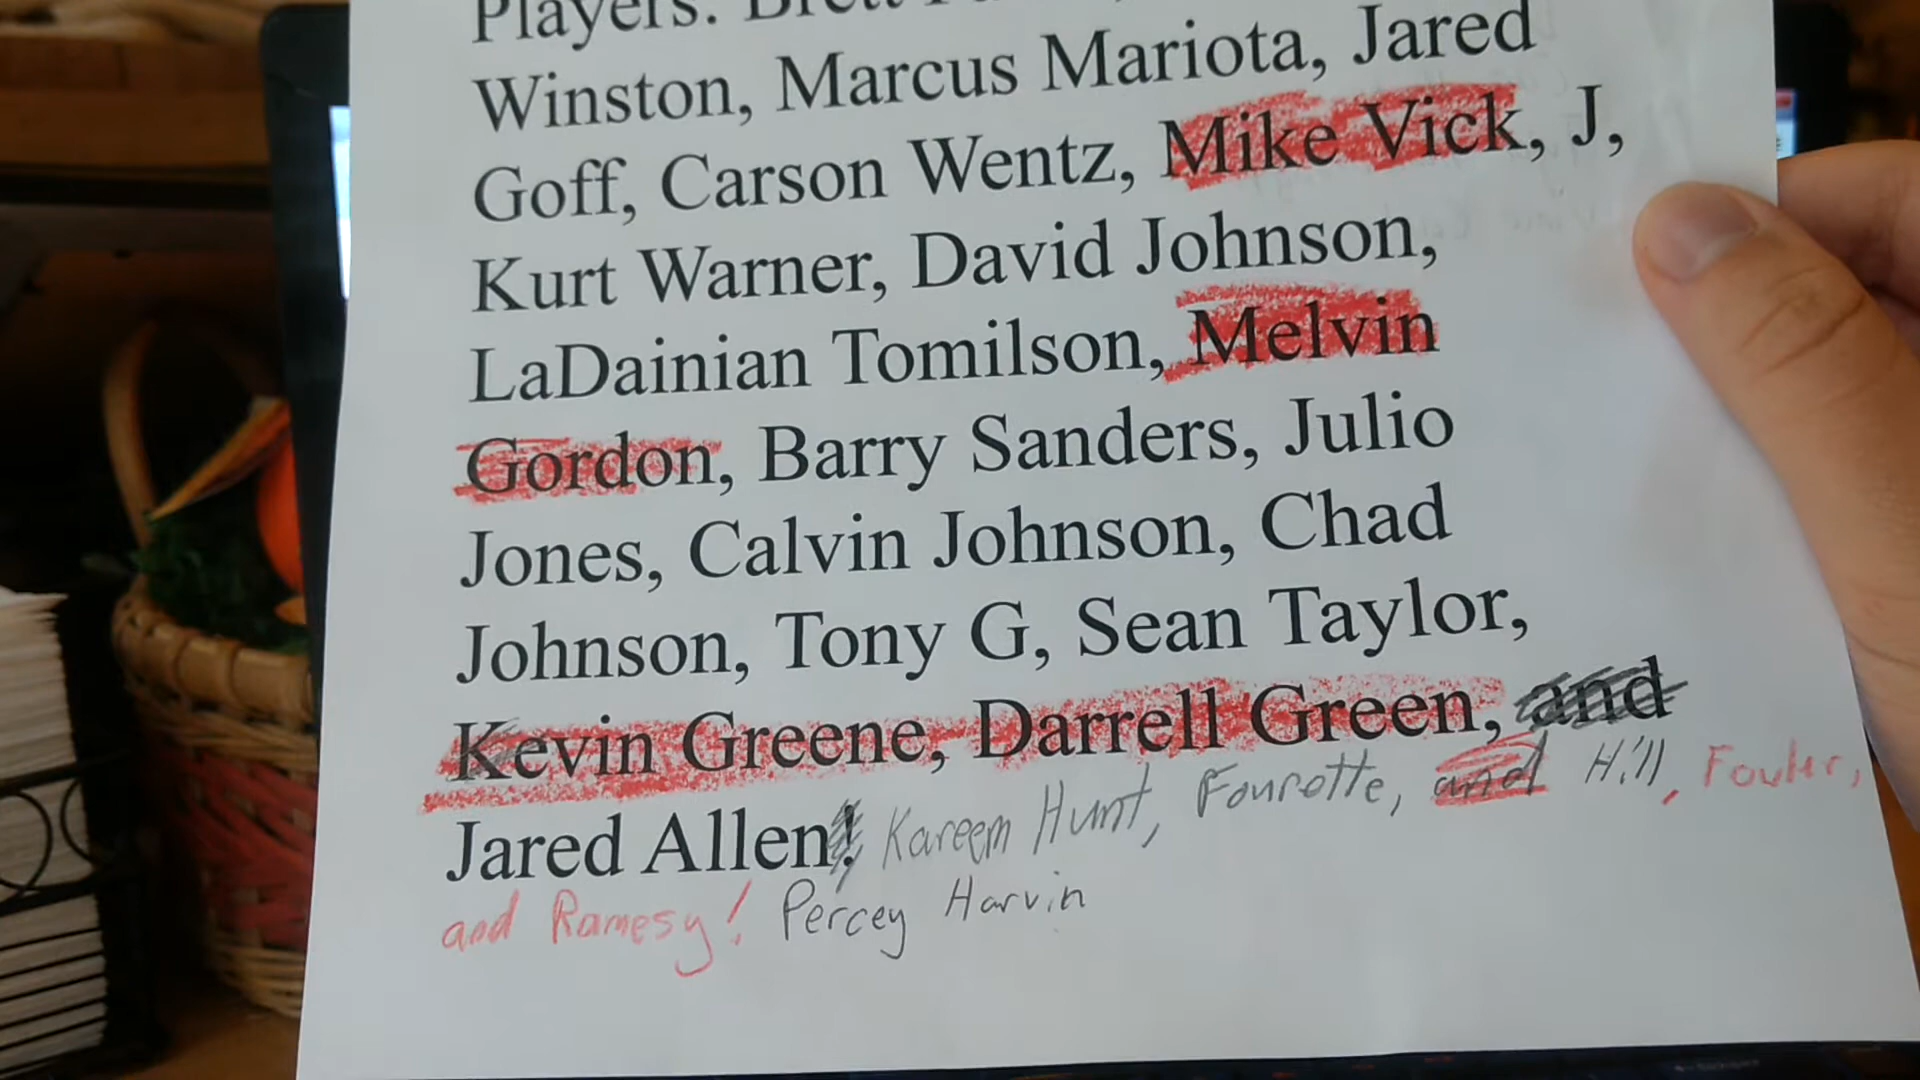 Players: Brett
Winston, Marcus Mariota, Jared
Goff, Carson Wentz, Mike Vick, J,
Kurt Warner, David Johnson,
LaDainian Tomilson, Melvin
Gordon, Barry Sanders, Julio
Jones, Calvin Johnson, Chad
Johnson, Tony G, Sean Taylor,
Kevin Greene, Darrell Green, and
Jared Allen! Kareem Hunt, Fourotte, and Hill, Fowler,
and Ramesy! Percey Harvin